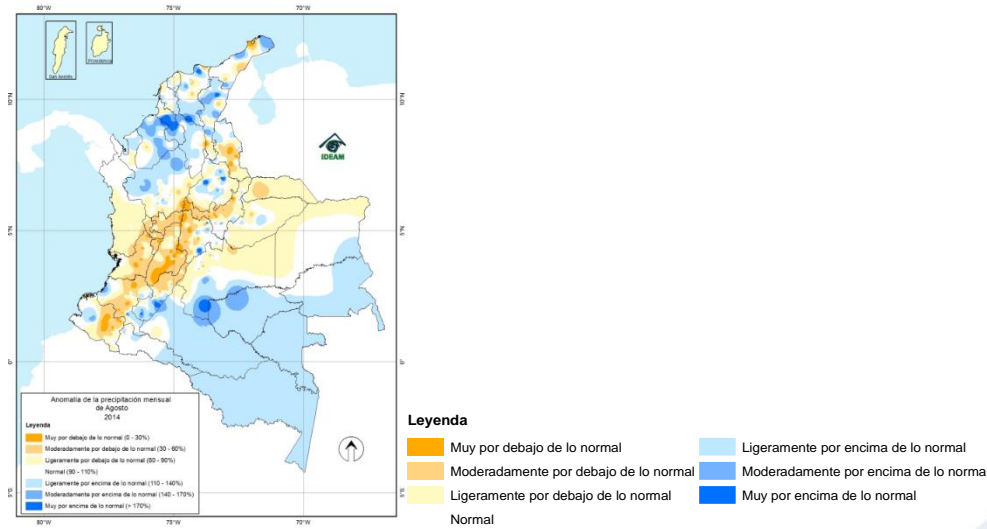 80°W 75°W 70°W
San Andrés
Providencia
10°N 10°N
IDEAM
5°N 5°N
0° 0°
5°S 5°S
Anomalia de la precipitación mensual
de Agosto
2014
Leyenda
Muy por debajo de lo normal (0 - 30%)
Moderadamente por debajo de lo normal (30 - 60%)
Ligeramente por debajo de lo normal (60 - 90%)
Normal (90 - 110%)
Ligeramente por encima de lo normal (110 - 140%)
Moderadamente por encima de lo normal (140 - 170%)
Muy por encima de lo normal (> 170%)
80°W 75°W 70°W
Leyenda
Muy por debajo de lo normal
Moderadamente por debajo de lo normal
Ligeramente por debajo de lo normal
Normal
Ligeramente por encima de lo normal
Moderadamente por encima de lo norma
Muy por encima de lo normal